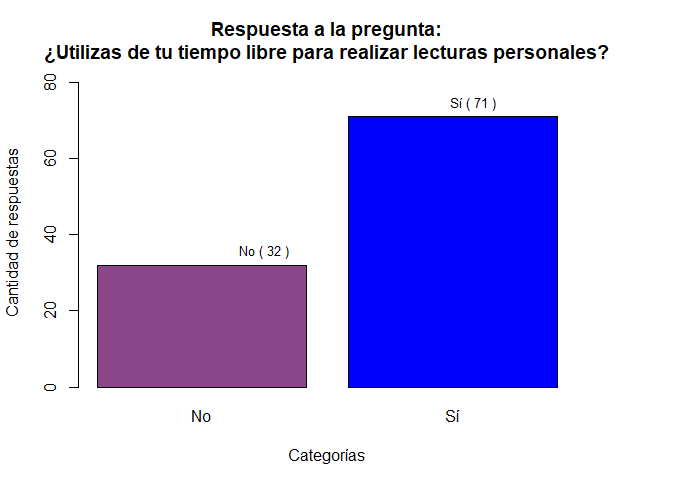 Respuesta a la pregunta:
¿Utilizas de tu tiempo libre para realizar lecturas personales?
Cantidad de respuestas
80
60
40
20
0
Sí ( 71 )
No ( 32 )
No
Sí
Categorías